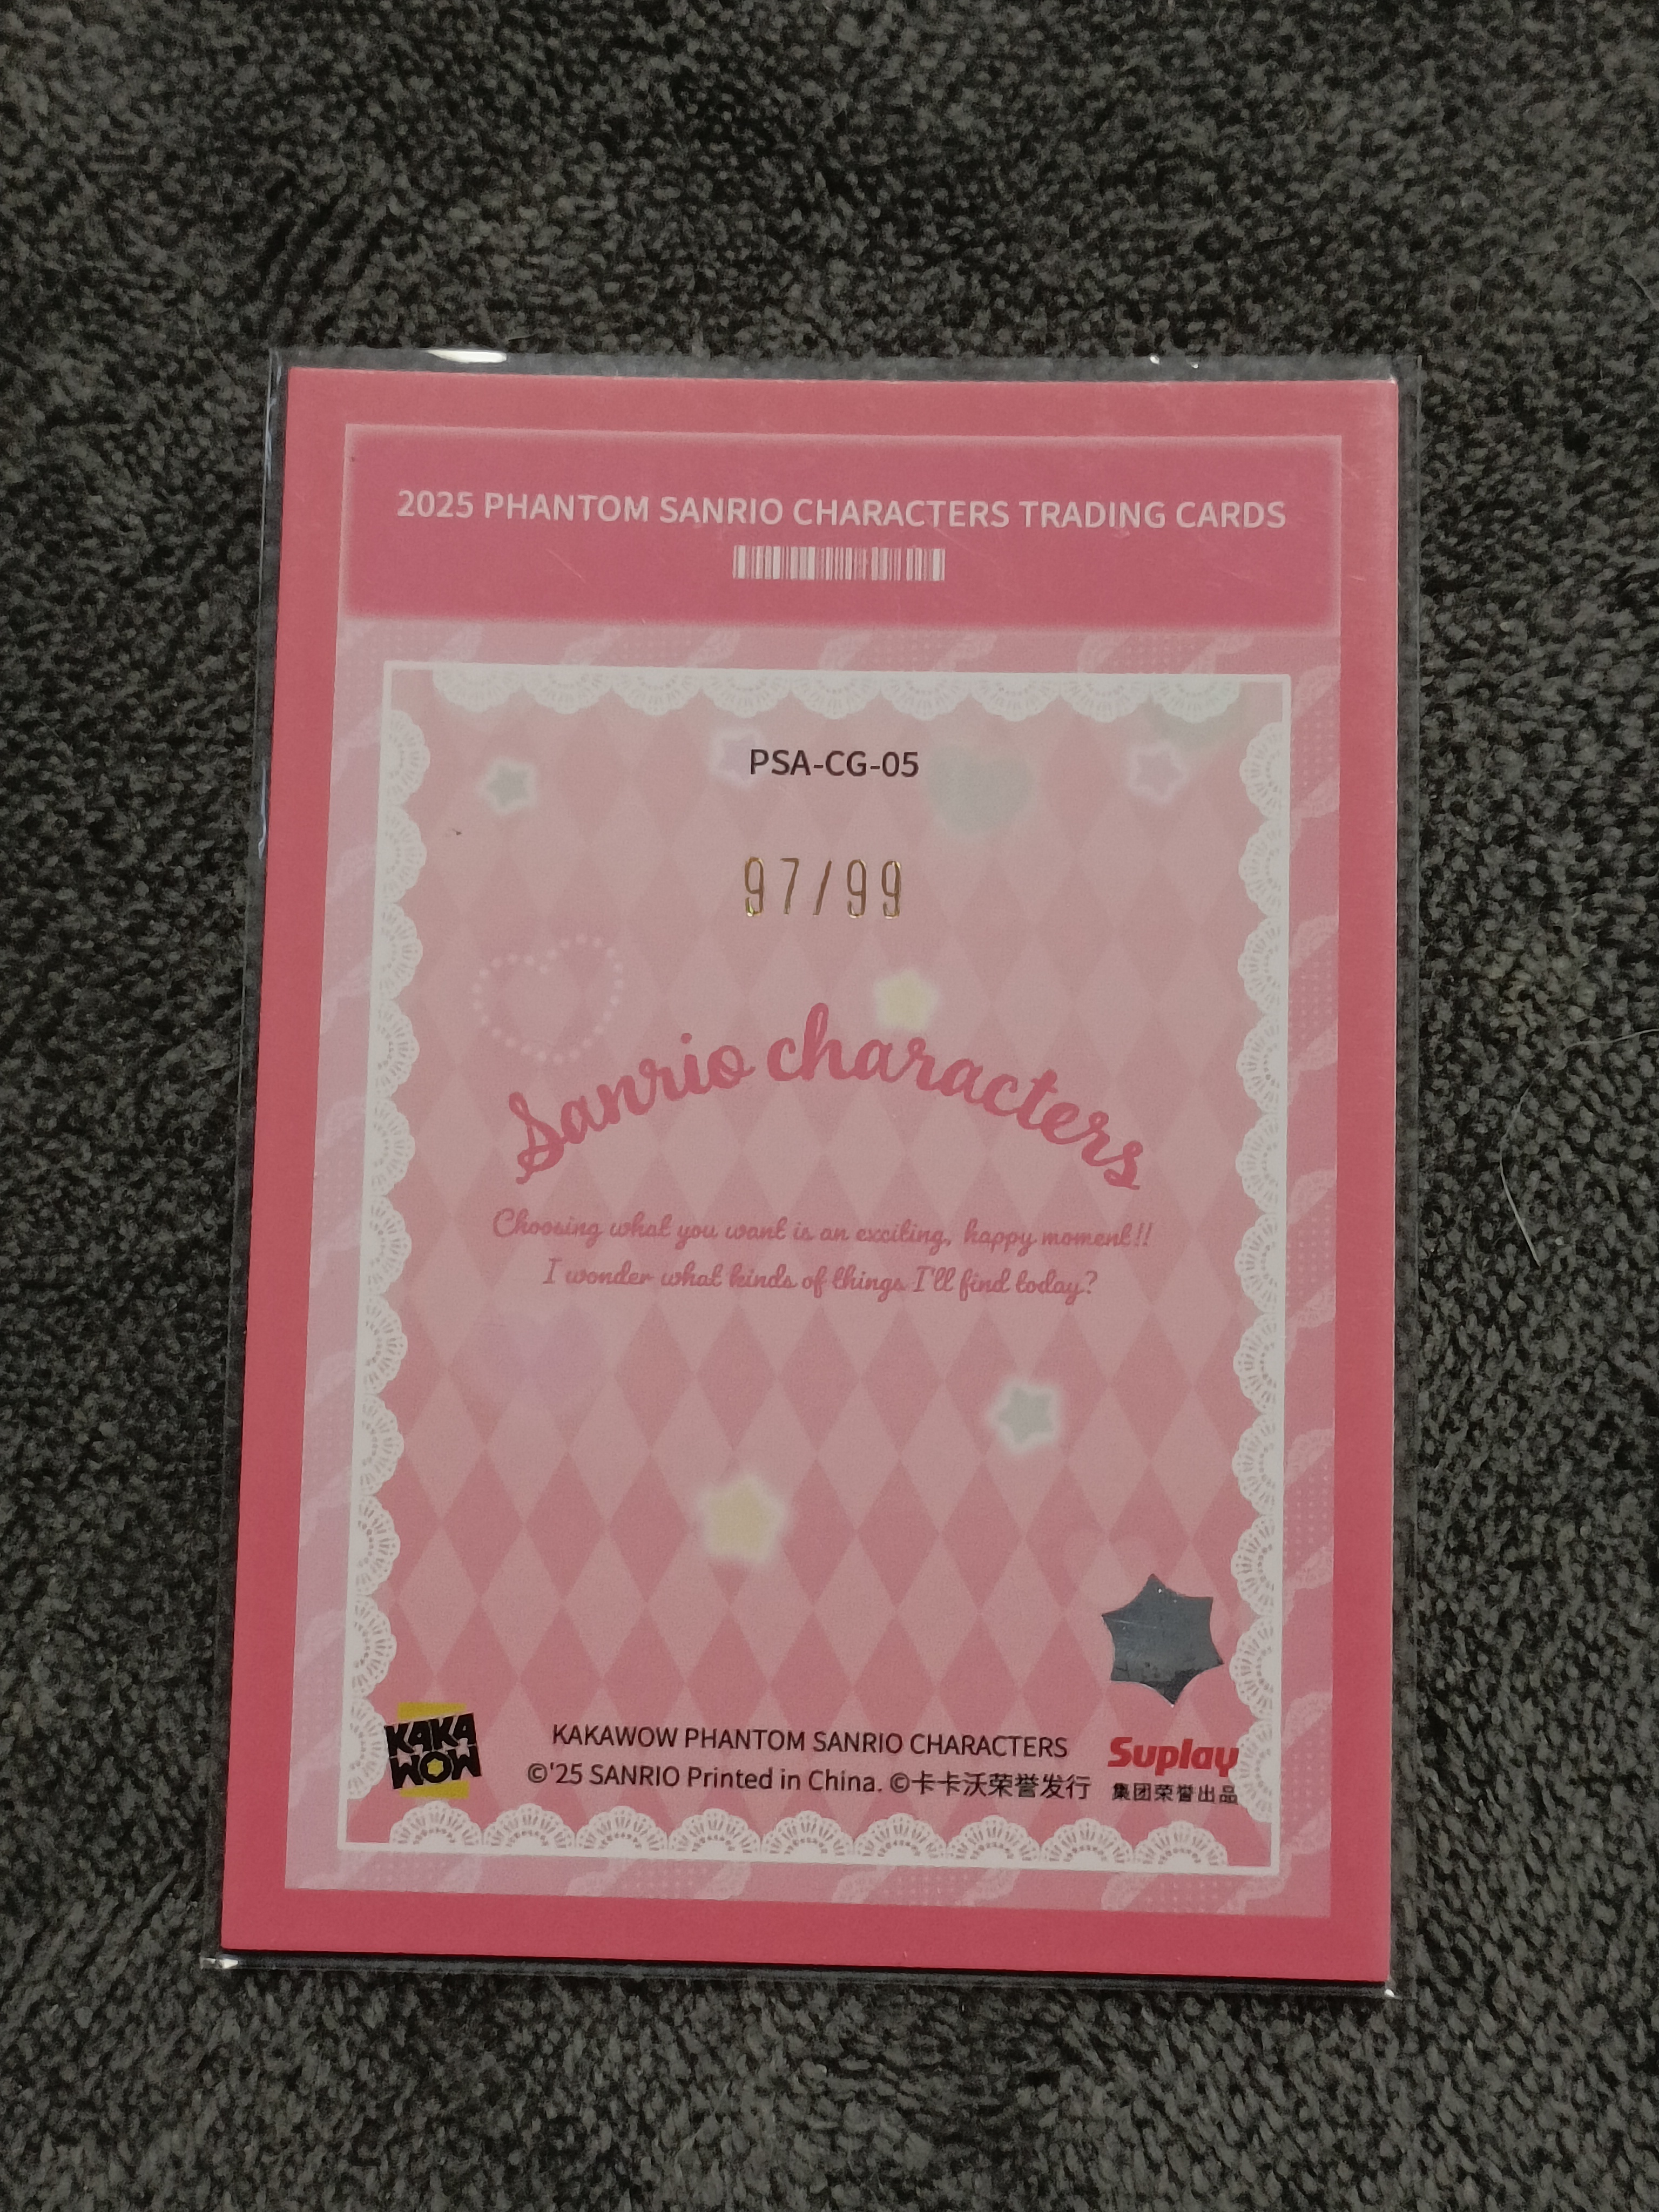 2025 PHANTOM SANRIO CHARACTERS TRADING CARDS
PSA-CG-05
97/99
Sanrio characters
Choosing what you want is an exciting, happy moment!!
I wonder what kinds of things I'll find today?
KAKA
WOW
KAKAWOW PHANTOM SANRIO CHARACTERS
©'25 SANRIO Printed in China. ©卡卡沃荣誉发行
Suplay
集团荣誉出品